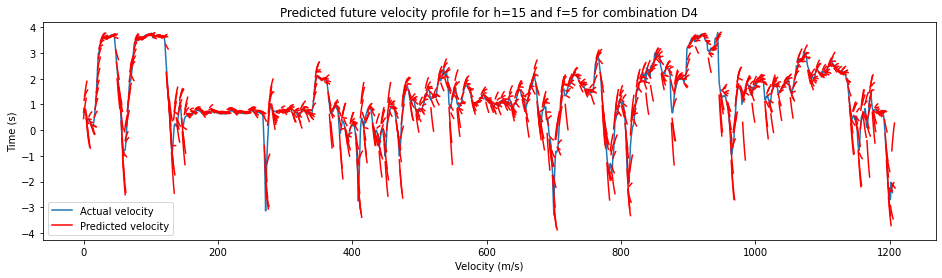 Predicted future velocity profile for h=15 and f=5 for combination D4
Time (s)
4
3
2
1
0
−1
−2
−3
−4
Actual velocity
Predicted velocity
0 200 400 600 800 1000 1200
Velocity (m/s)